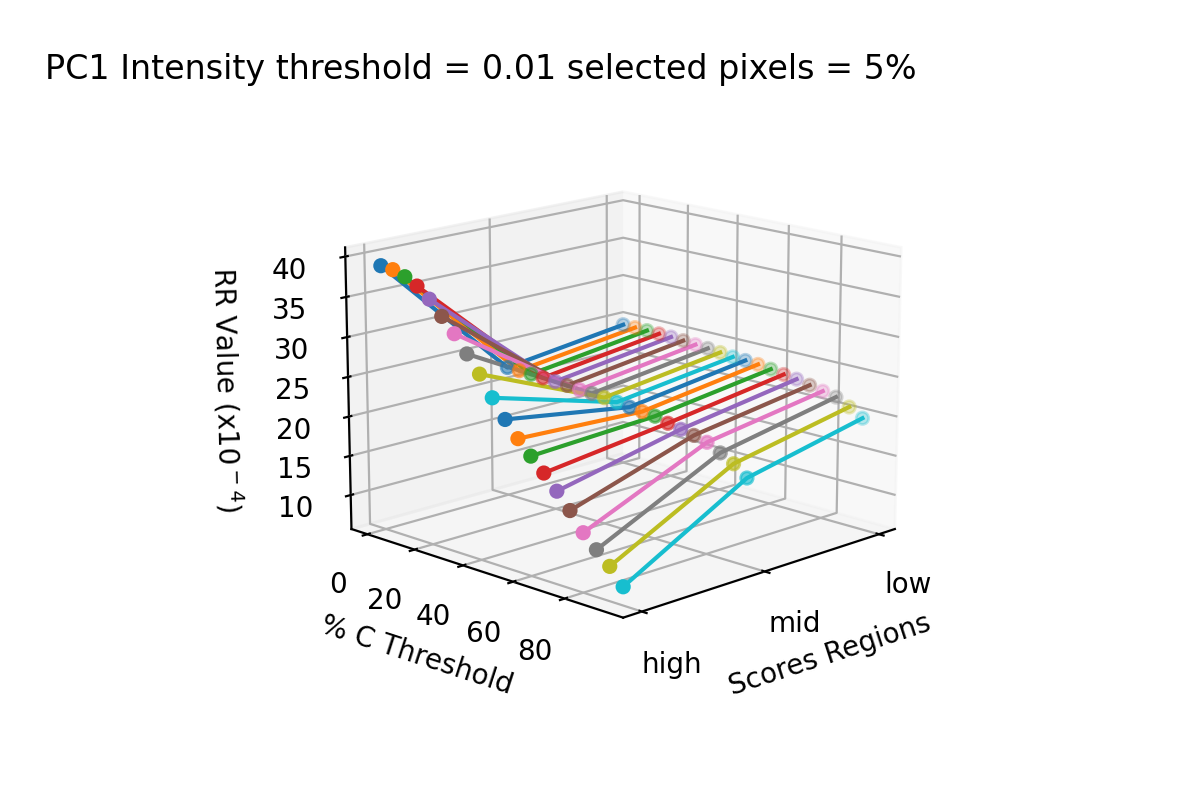 PC1 Intensity threshold = 0.01 selected pixels = 5%
40
35
30
25
20
15
10
RR Value (x10⁻⁴)
0
20
40
60
80
% C Threshold
high
mid
low
Scores Regions